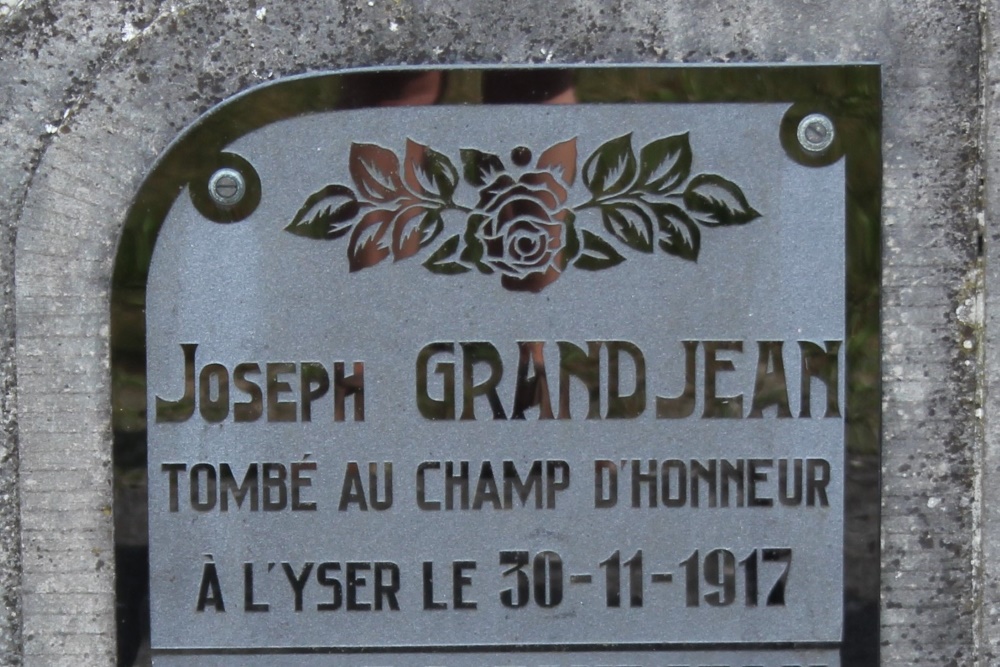 Joseph GRANDJEAN
TOMBÉ AU CHAMP D'HONNEUR
À L'YSER LE 30-11-1917